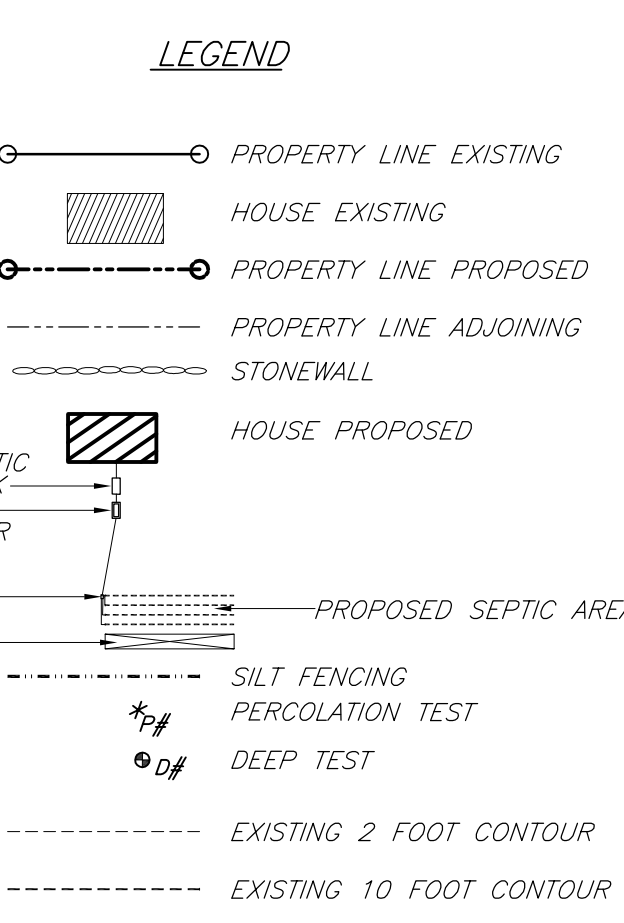 LEGEND
PROPERTY LINE EXISTING
HOUSE EXISTING
PROPERTY LINE PROPOSED
PROPERTY LINE ADJOINING
STONEWALL
HOUSE PROPOSED
PROPOSED SEPTIC AREA
SILT FENCING
*P# PERCOLATION TEST
D# DEEP TEST
EXISTING 2 FOOT CONTOUR
EXISTING 10 FOOT CONTOUR